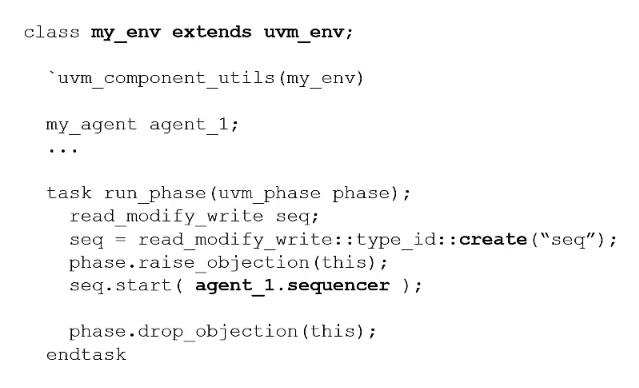 class my_env extends uvm_env;
`uvm_component_utils(my_env)
my_agent agent_1;
...
task run_phase(uvm_phase phase);
read_modify_write seq;
seq = read_modify_write::type_id::create(“seq”);
phase.raise_objection(this);
seq.start( agent_1.sequencer );
phase.drop_objection(this);
endtask